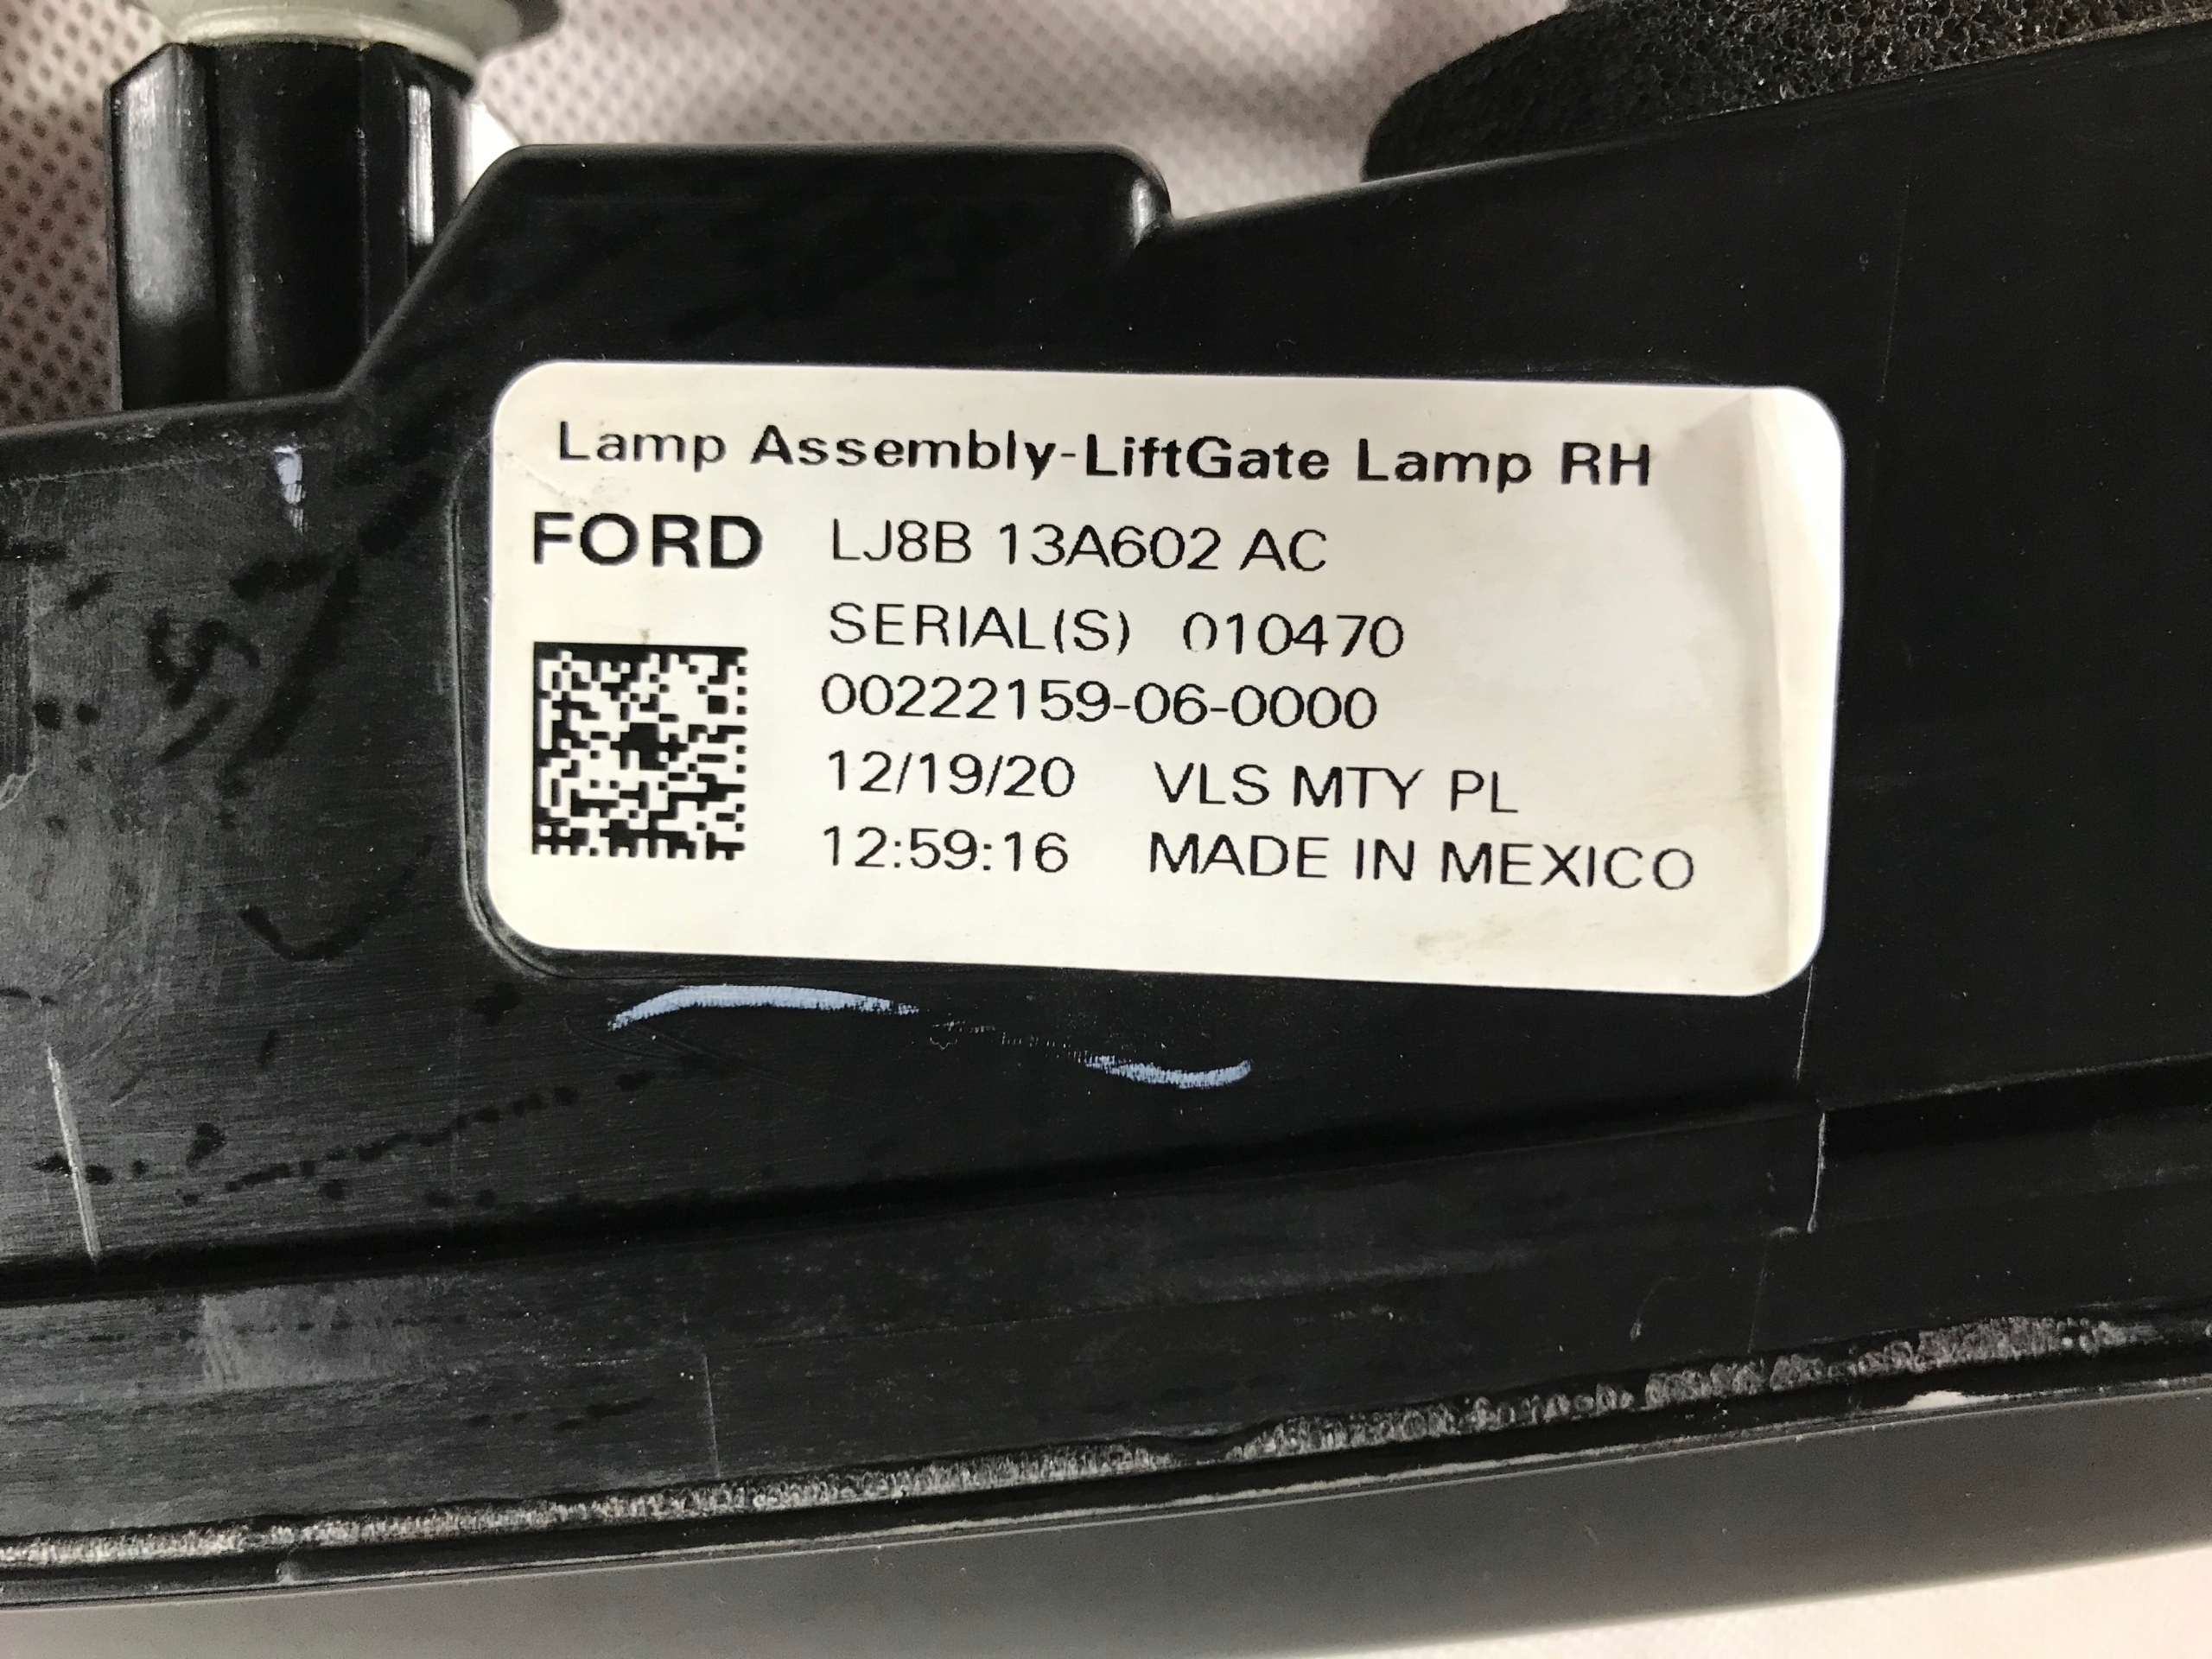 Lamp Assembly-LiftGate Lamp RH
FORD LJ8B 13A602 AC
SERIAL(S) 010470
00222159-06-0000
12/19/20 VLS MTY PL
12:59:16 MADE IN MEXICO